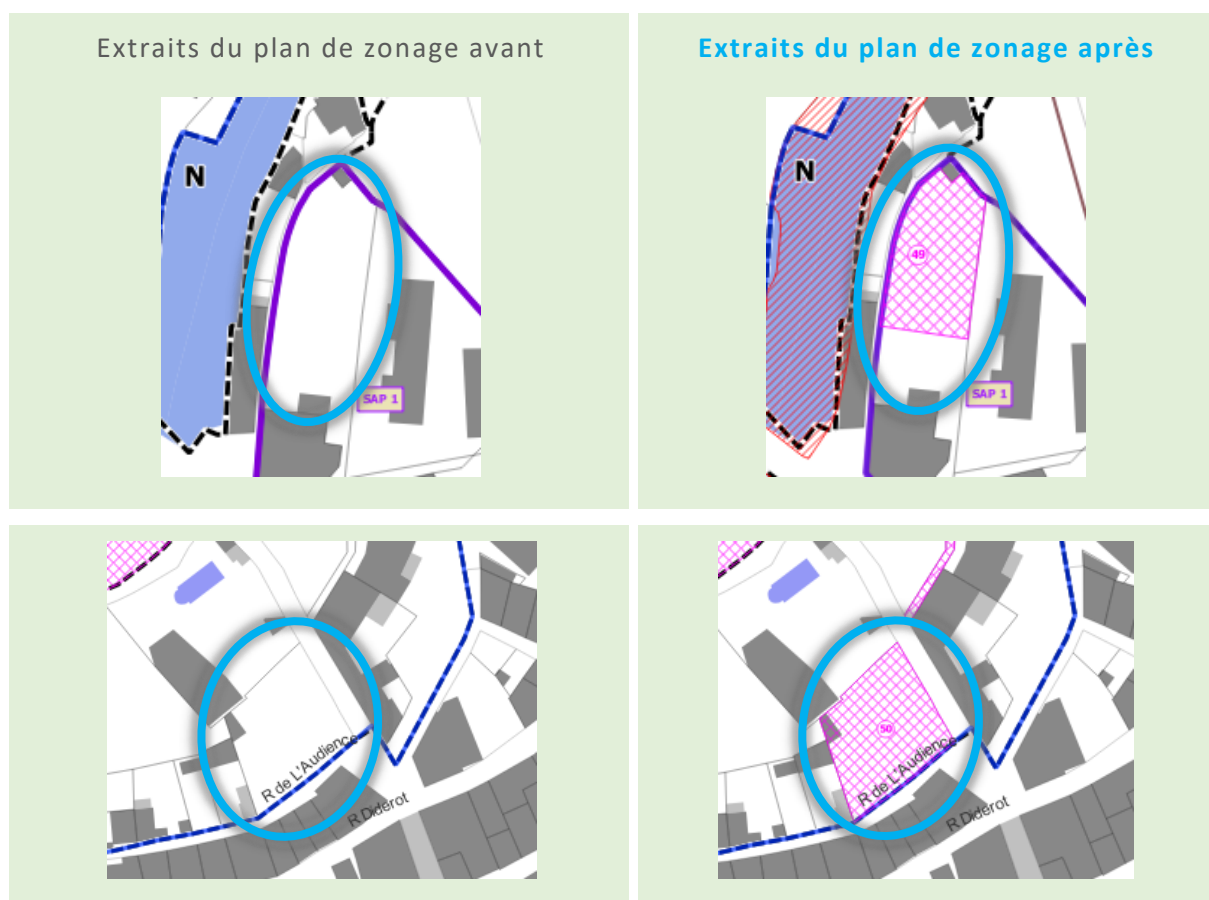 Extraits du plan de zonage avant
Extraits du plan de zonage après
N
SAP 1
N
49
SAP 1
R de L'Audience
R Diderot
50
R de L'Audience
R Diderot